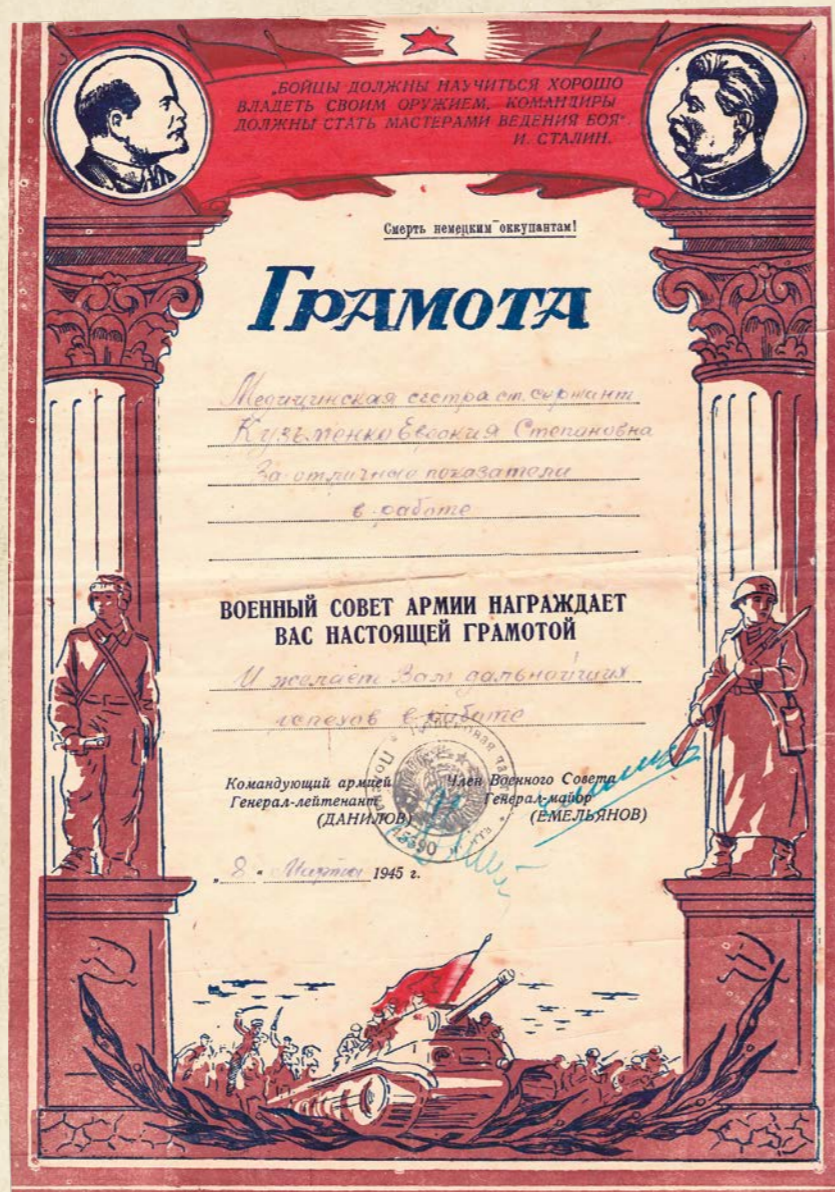 „БОЙЦЫ ДОЛЖНЫ НАУЧИТЬСЯ ХОРОШО
ВЛАДЕТЬ СВОИМ ОРУЖИЕМ, КОМАНДИРЫ
ДОЛЖНЫ СТАТЬ МАСТЕРАМИ ВЕДЕНИЯ БОЯ“.
И. СТАЛИН.
Смерть немецким оккупантам!
ГРАМОТА
Медицинская сестра ст. сержант
Кузьменко Евдокия Степановна
За отличные показатели
в работе
ВОЕННЫЙ СОВЕТ АРМИИ НАГРАЖДАЕТ
ВАС НАСТОЯЩЕЙ ГРАМОТОЙ
И желает Вам дальнейших
успехов в работе
Командующий армией
Генерал-лейтенант
(ДАНИЛОВ)
Член Военного Совета
Генерал-майор
(ЕМЕЛЬЯНОВ)
„8“ Марта 1945 г.